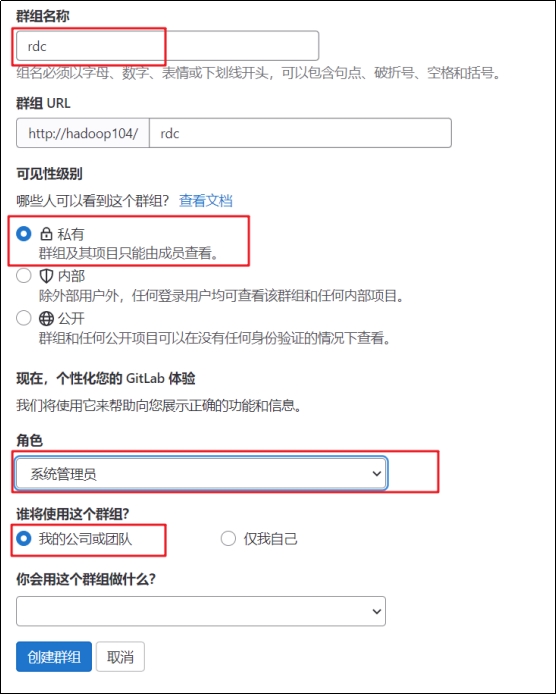 群组名称
rdc
组名必须以字母、数字、表情或下划线开头，可以包含句点、破折号、空格和括号。
群组 URL
http://hadoop104/ rdc
可见性级别
哪些人可以看到这个群组？ 查看文档
私有
群组及其项目只能由成员查看。
内部
除外部用户外，任何登录用户均可查看该群组和任何内部项目。
公开
群组和任何公开项目可以在没有任何身份验证的情况下查看。
现在，个性化您的 GitLab 体验
我们将使用它来帮助向您展示正确的功能和信息。
角色
系统管理员
谁将使用这个群组？
我的公司或团队 仅我自己
你会用这个群组做什么？
创建群组 取消